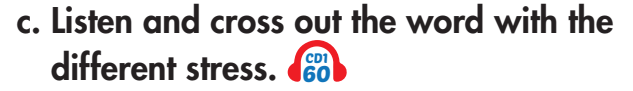 c. Listen and cross out the word with the
different stress. CD1
60